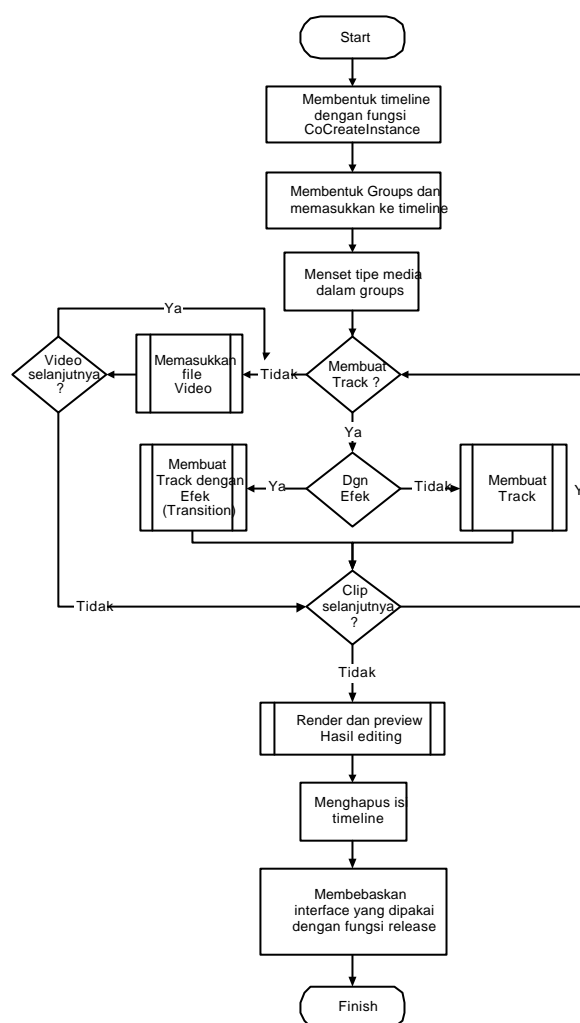 Start
Membentuk timeline
dengan fungsi
CoCreateInstance
Membentuk Groups dan
memasukkan ke timeline
Menset tipe media
dalam groups
Ya
Video
selanjutnya
?
Memasukkan
file
Video
Tidak
Membuat
Track ?
Ya
Membuat
Track dengan
Efek
(Transition)
Ya
Dgn
Efek
Tidak
Membuat
Track
Y
Tidak
Clip
selanjutnya
?
Tidak
Render dan preview
Hasil editing
Menghapus isi
timeline
Membebaskan
interface yang dipakai
dengan fungsi release
Finish